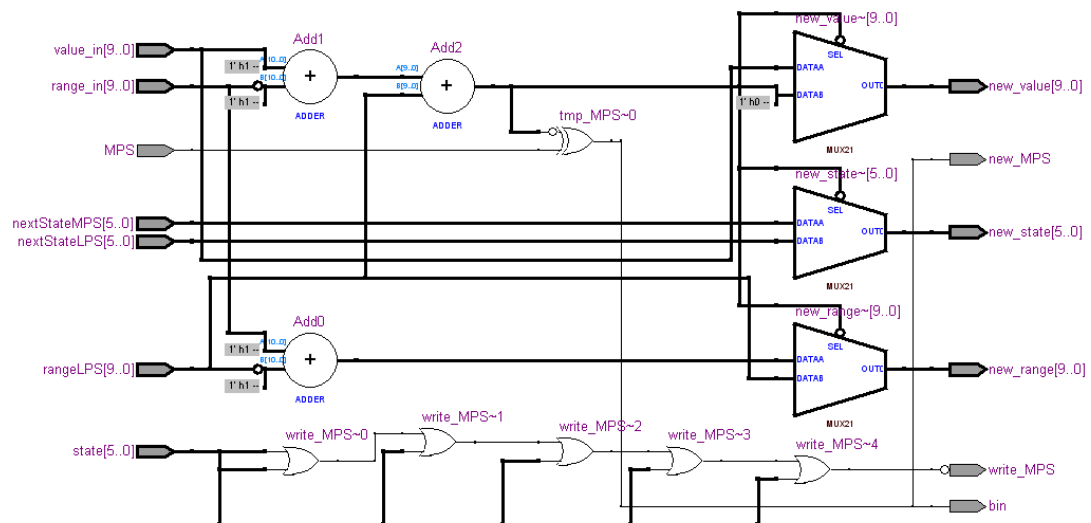 new_value~[9..0]
value_in[9..0]
Add1
1' h1 --
A[10..0]
B[10..0]
ADDER
Add2
A[9..0]
B[9..0]
ADDER
SEL
DATAA
DATAB
OUTC
1' h0 --
MUX21
new_value[9..0]
range_in[9..0]
1' h1 --
tmp_MPS~0
MPS
new_MPS
new_state~[5..0]
SEL
DATAA
DATAB
OUTC
MUX21
nextStateMPS[5..0]
nextStateLPS[5..0]
new_state[5..0]
new_range~[9..0]
Add0
1' h1 --
A[10..0]
B[10..0]
ADDER
1' h1 --
SEL
DATAA
DATAB
OUTC
MUX21
rangeLPS[9..0]
new_range[9..0]
state[5..0]
write_MPS~0
write_MPS~1
write_MPS~2
write_MPS~3
write_MPS~4
write_MPS
bin